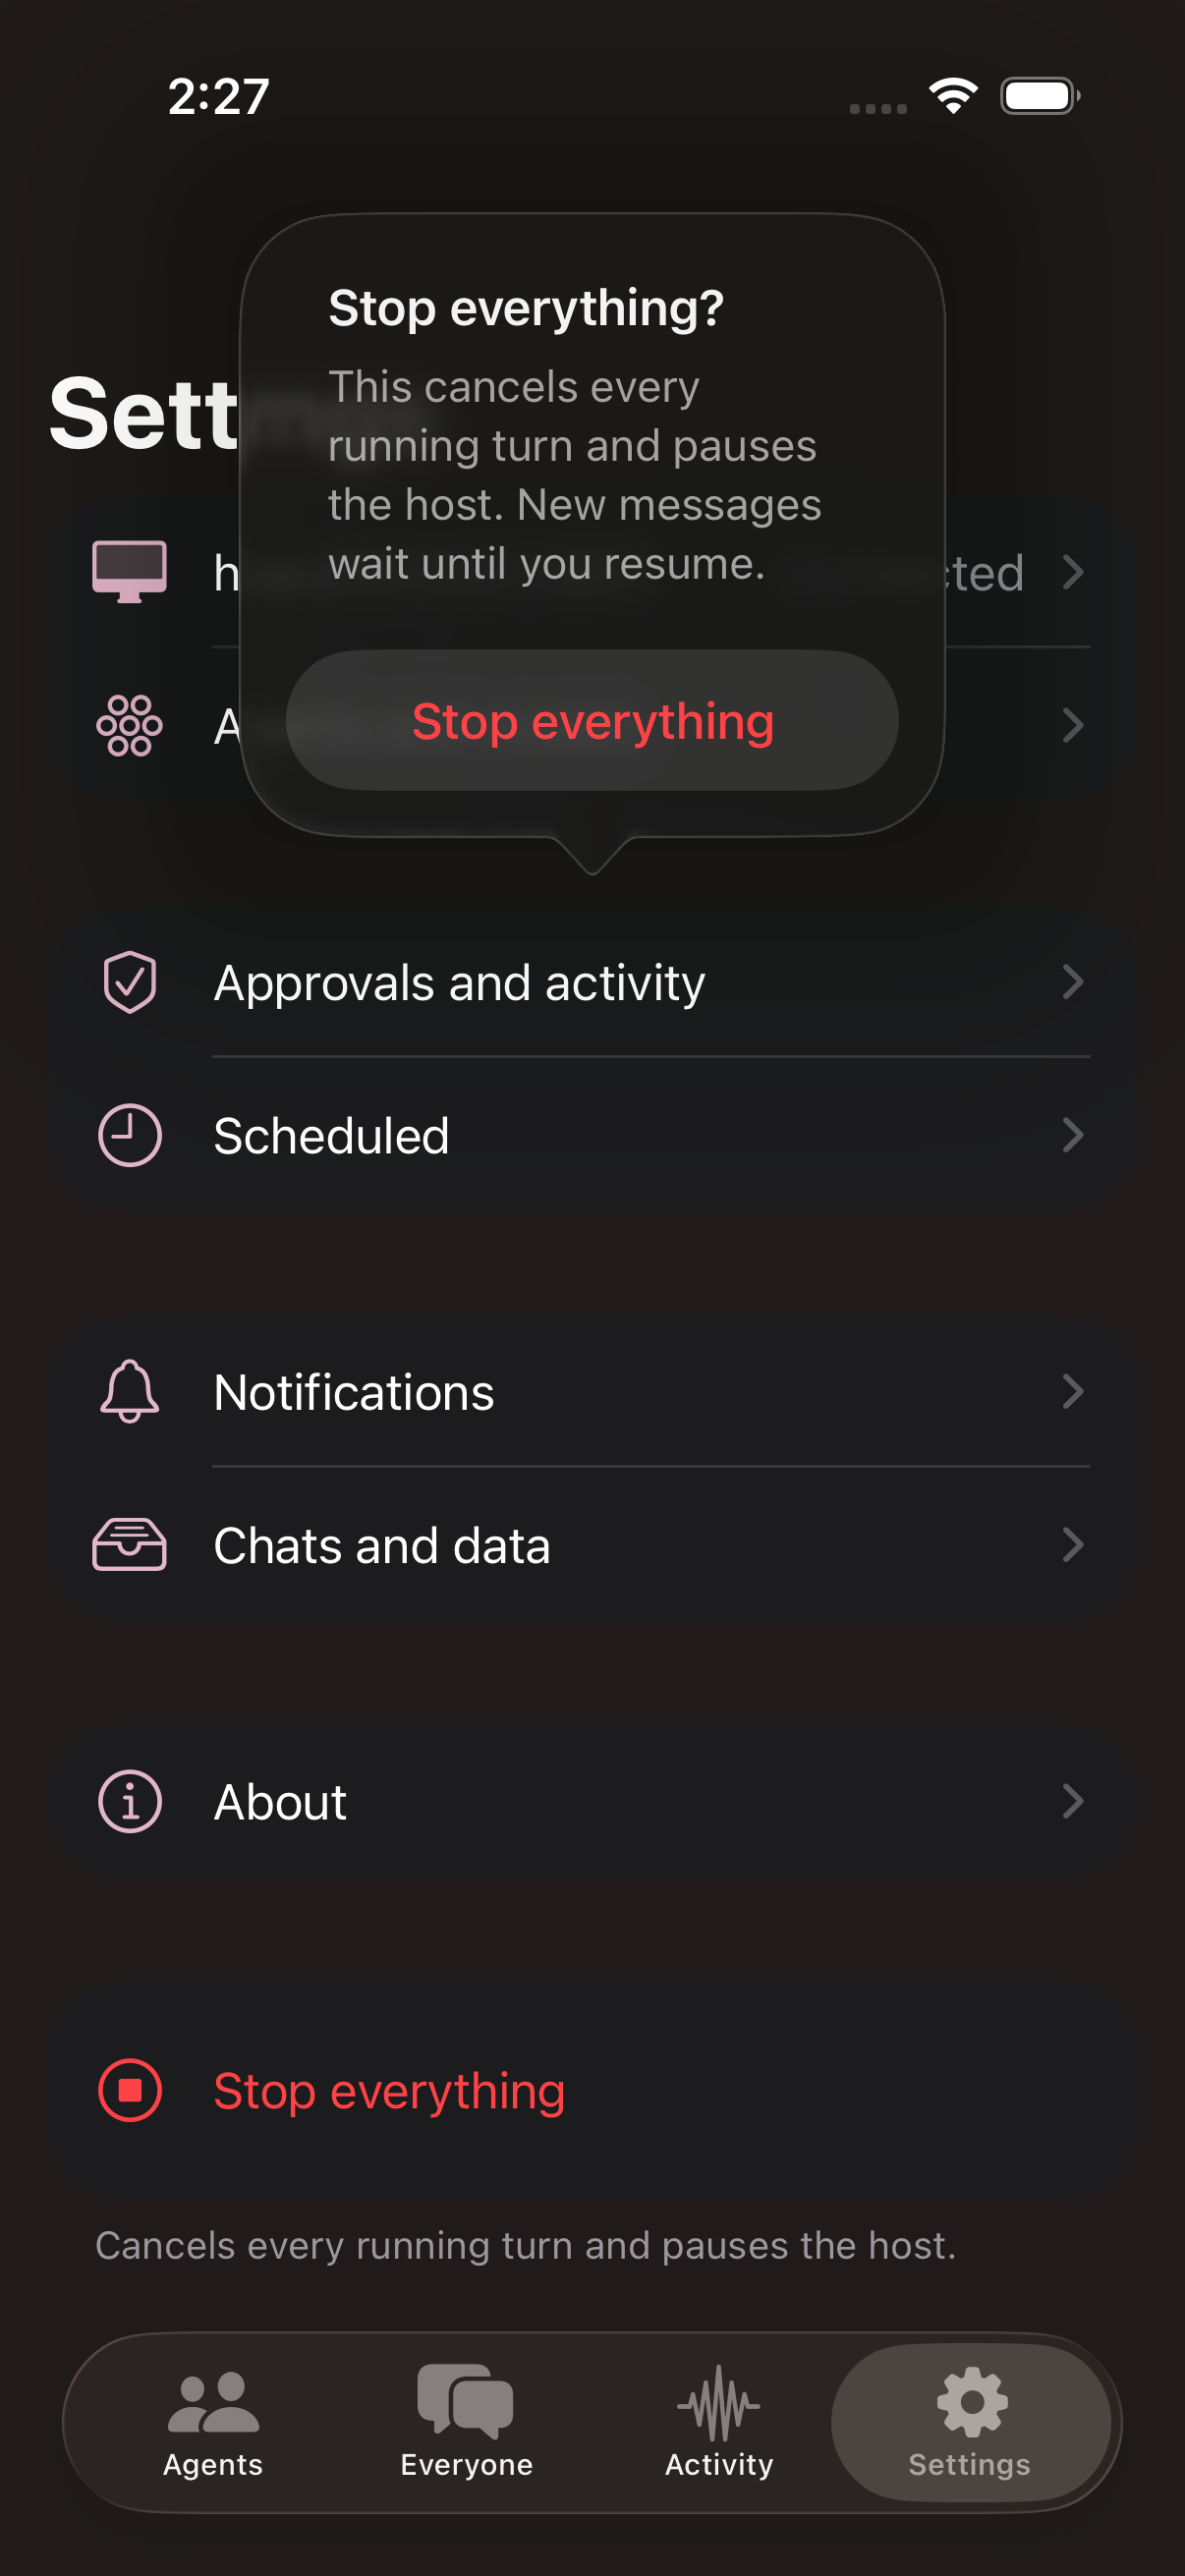 2:27
Stop everything?
This cancels every
running turn and pauses
the host. New messages
wait until you resume.
Stop everything
Approvals and activity
Scheduled
Notifications
Chats and data
About
Stop everything
Cancels every running turn and pauses the host.
Agents
Everyone
Activity
Settings